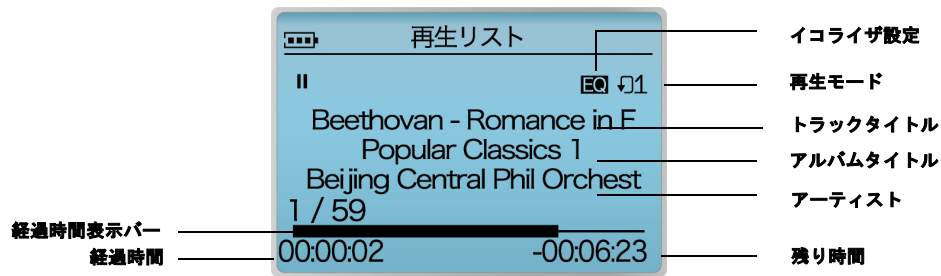 再生リスト
イコライザ設定
EQ 1
再生モード
Beethovan - Romance in F
トラックタイトル
Popular Classics 1
アルバムタイトル
Beijing Central Phil Orchest
アーティスト
1 / 59
経過時間表示バー
経過時間
00:00:02
-00:06:23
残り時間